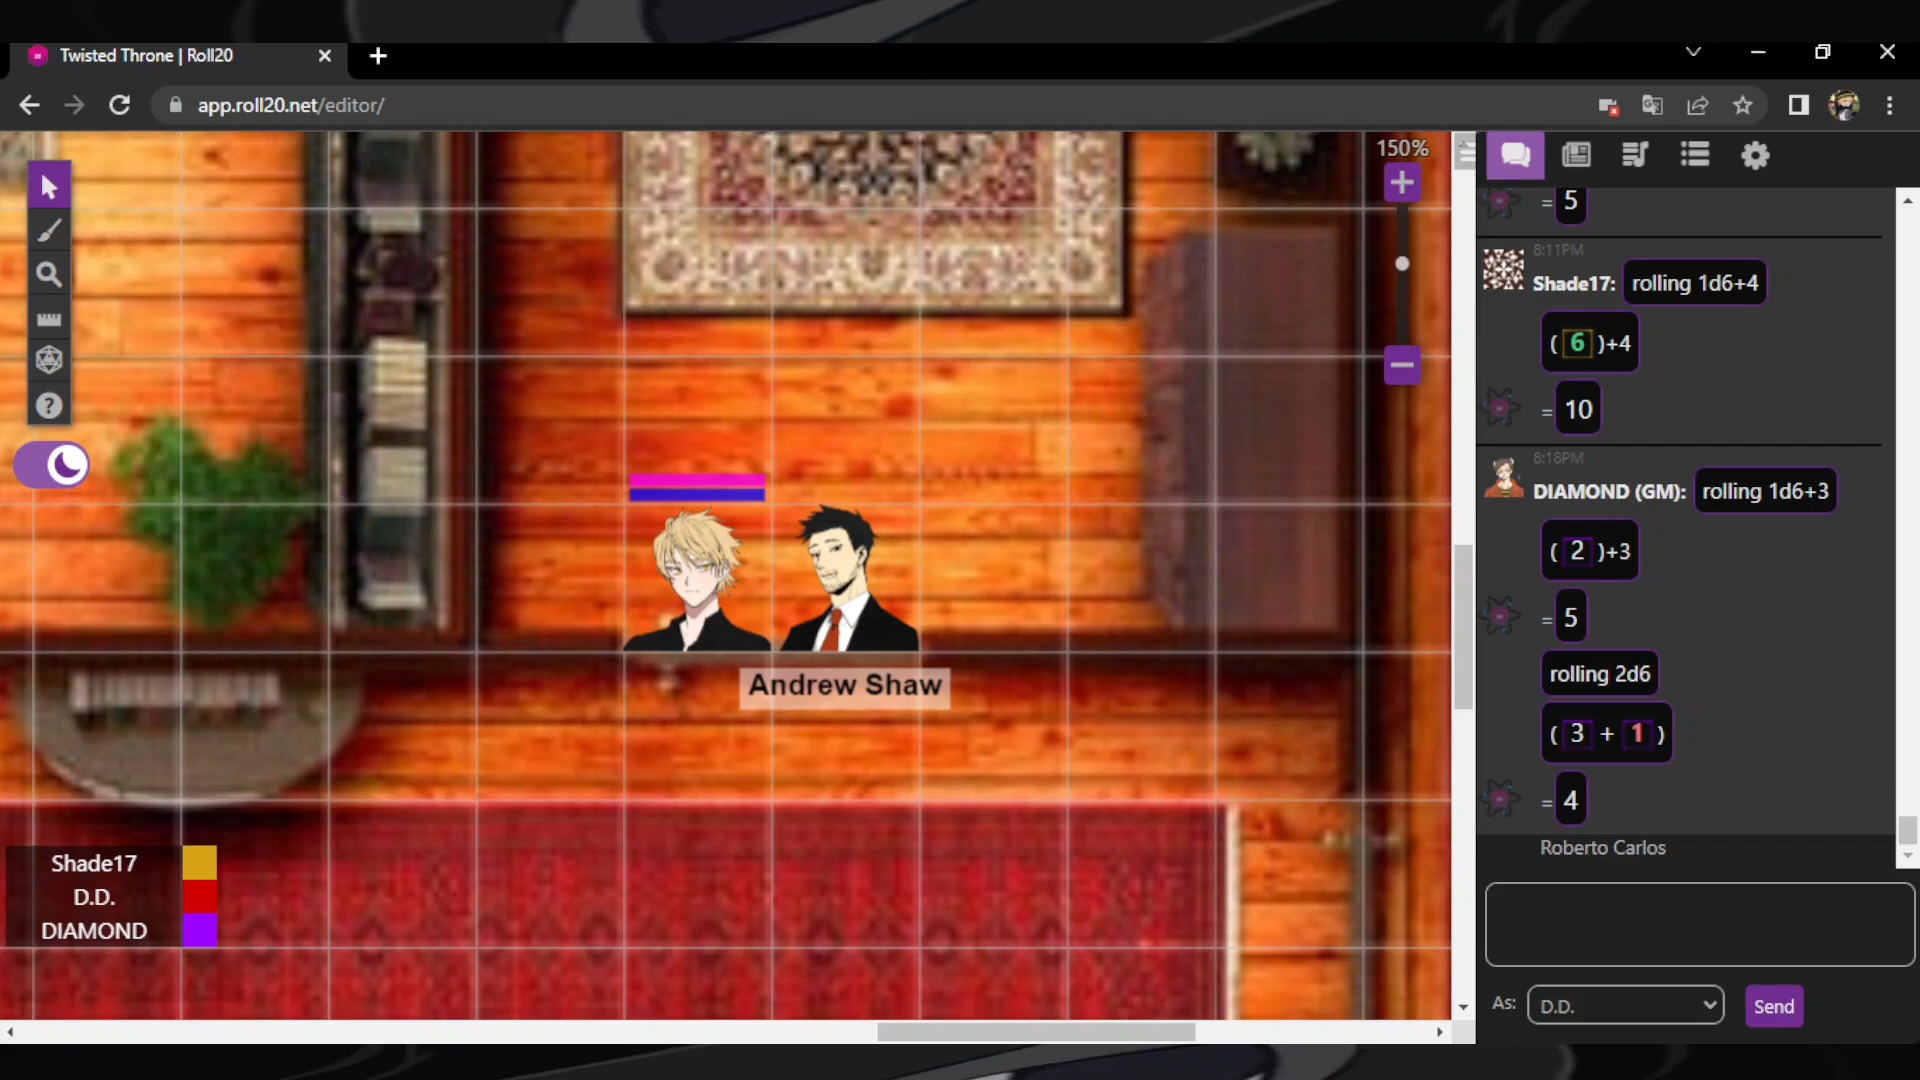 Twisted Throne | Roll20
app.roll20.net/editor/
150%
= 5
8:11PM
Shade17: rolling 1d6+4
( 6 )+4
= 10
8:18PM
DIAMOND (GM): rolling 1d6+3
( 2 )+3
= 5
rolling 2d6
( 3 + 1 )
= 4
Roberto Carlos
Andrew Shaw
Shade17
D.D.
DIAMOND
As: D.D. Send